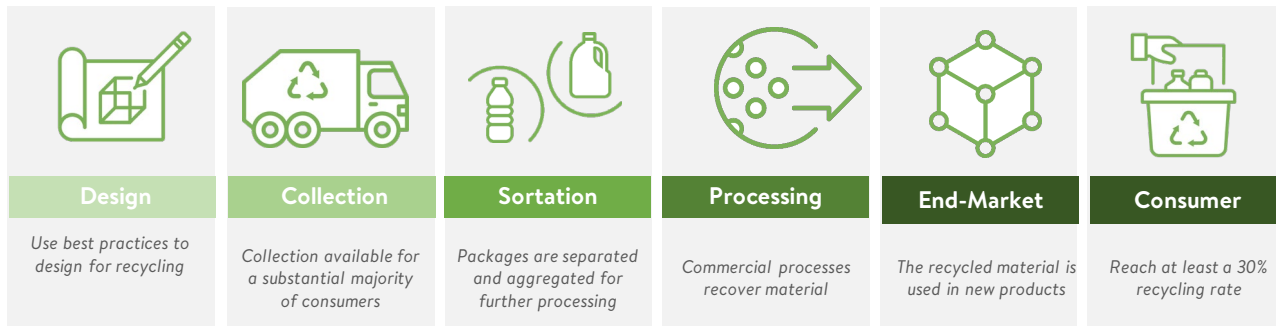 Design
Use best practices to
design for recycling
Collection
Collection available for
a substantial majority
of consumers
Sortation
Packages are separated
and aggregated for
further processing
Processing
Commercial processes
recover material
End-Market
The recycled material is
used in new products
Consumer
Reach at least a 30%
recycling rate